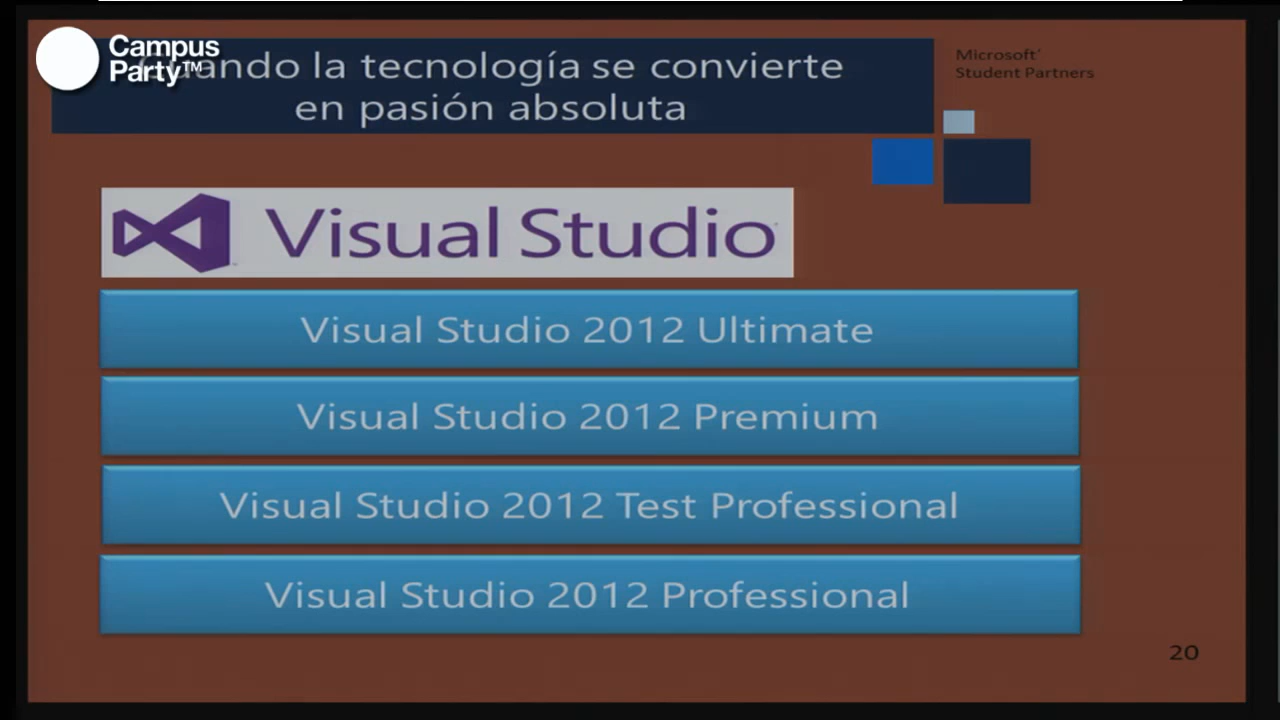 Campus
Party™
Cuando la tecnología se convierte
en pasión absoluta
Microsoft
Student Partners
Visual Studio
Visual Studio 2012 Ultimate
Visual Studio 2012 Premium
Visual Studio 2012 Test Professional
Visual Studio 2012 Professional
20